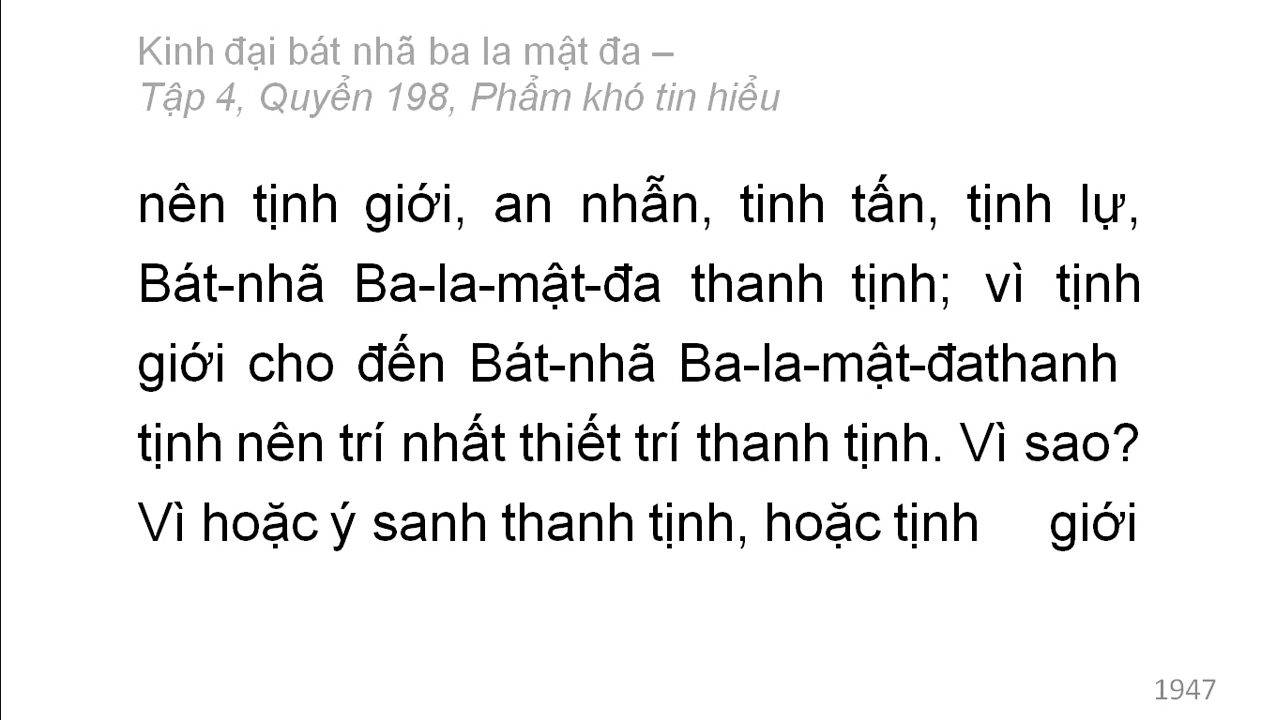 Kinh đại bát nhã ba la mật đa –
Tập 4, Quyển 198, Phẩm khó tin hiểu
nên tịnh giới, an nhẫn, tinh tấn, tịnh lự,
Bát-nhã Ba-la-mật-đa thanh tịnh; vì tịnh
giới cho đến Bát-nhã Ba-la-mật-đathanh
tịnh nên trí nhất thiết trí thanh tịnh. Vì sao?
Vì hoặc ý sanh thanh tịnh, hoặc tịnh giới
1947